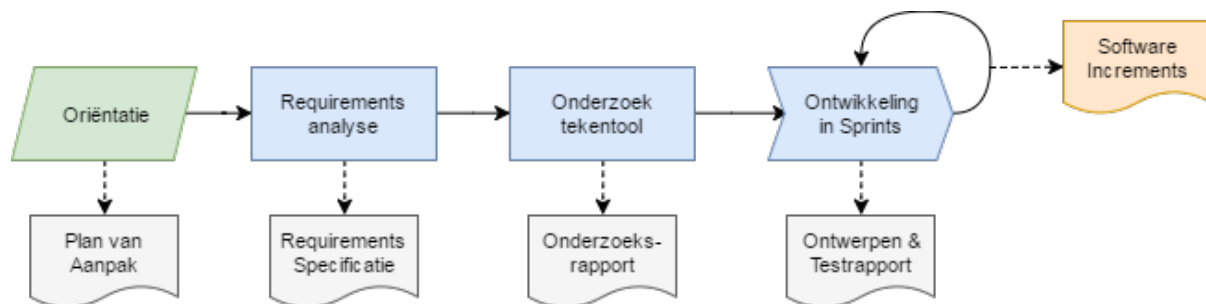 Oriëntatie
Requirements
analyse
Onderzoek
tekentool
Ontwikkeling
in Sprints
Software
Increments
Plan van
Aanpak
Requirements
Specificatie
Onderzoeks-
rapport
Ontwerpen &
Testrapport